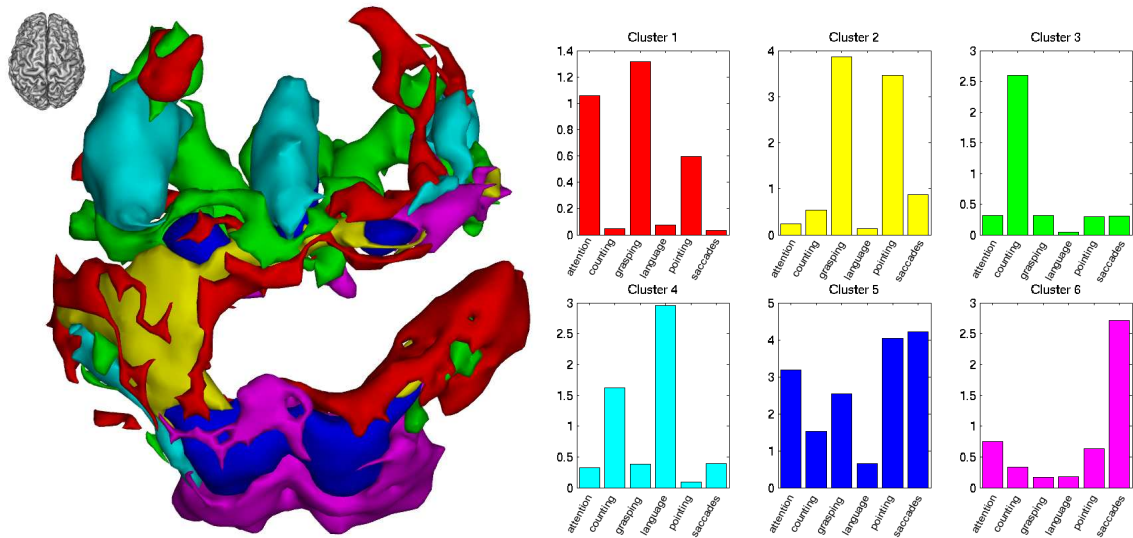 Cluster 1
1.4
1.2
1
0.8
0.6
0.4
0.2
0
attention
counting
grasping
language
pointing
saccades
Cluster 2
4
3
2
1
0
attention
counting
grasping
language
pointing
saccades
Cluster 3
3
2.5
2
1.5
1
0.5
0
attention
counting
grasping
language
pointing
saccades
Cluster 4
3
2.5
2
1.5
1
0.5
0
attention
counting
grasping
language
pointing
saccades
Cluster 5
5
4
3
2
1
0
attention
counting
grasping
language
pointing
saccades
Cluster 6
3
2.5
2
1.5
1
0.5
0
attention
counting
grasping
language
pointing
saccades